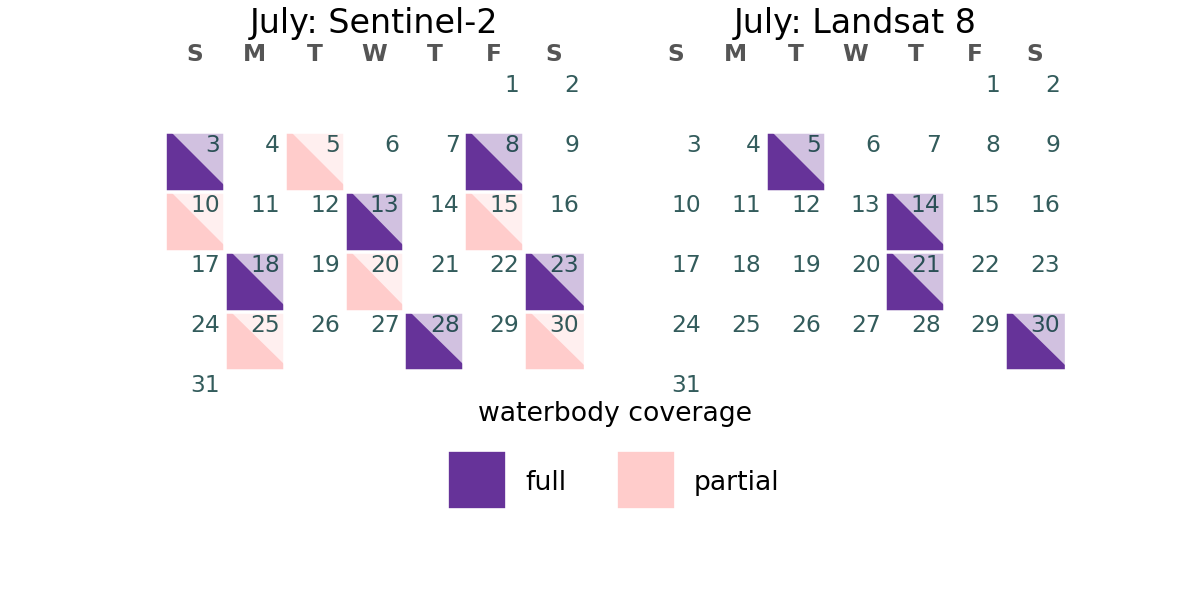 July: Sentinel-2
S M T W T F S
1 2
3 4 5 6 7 8 9
10 11 12 13 14 15 16
17 18 19 20 21 22 23
24 25 26 27 28 29 30
31
July: Landsat 8
S M T W T F S
1 2
3 4 5 6 7 8 9
10 11 12 13 14 15 16
17 18 19 20 21 22 23
24 25 26 27 28 29 30
31
waterbody coverage
full
partial